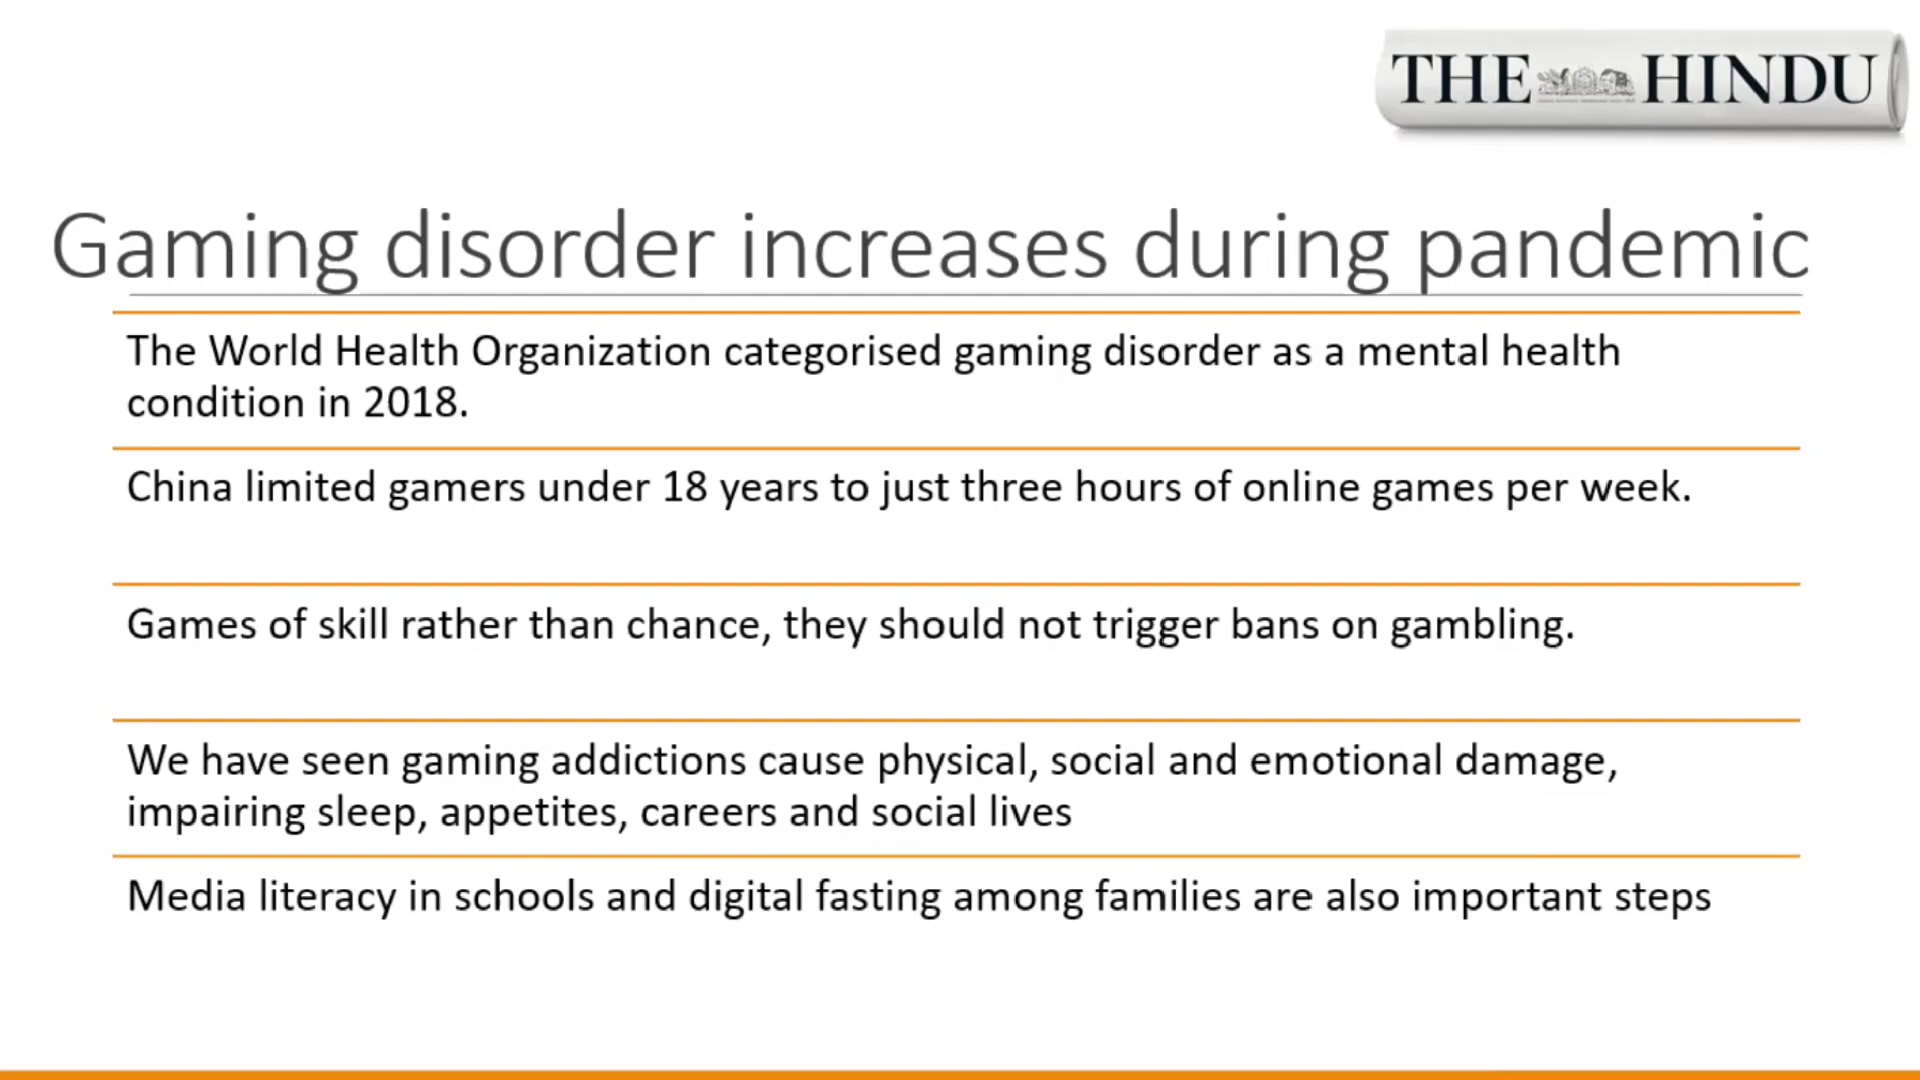 THE HINDU
Gaming disorder increases during pandemic
The World Health Organization categorised gaming disorder as a mental health
condition in 2018.
China limited gamers under 18 years to just three hours of online games per week.
Games of skill rather than chance, they should not trigger bans on gambling.
We have seen gaming addictions cause physical, social and emotional damage,
impairing sleep, appetites, careers and social lives
Media literacy in schools and digital fasting among families are also important steps